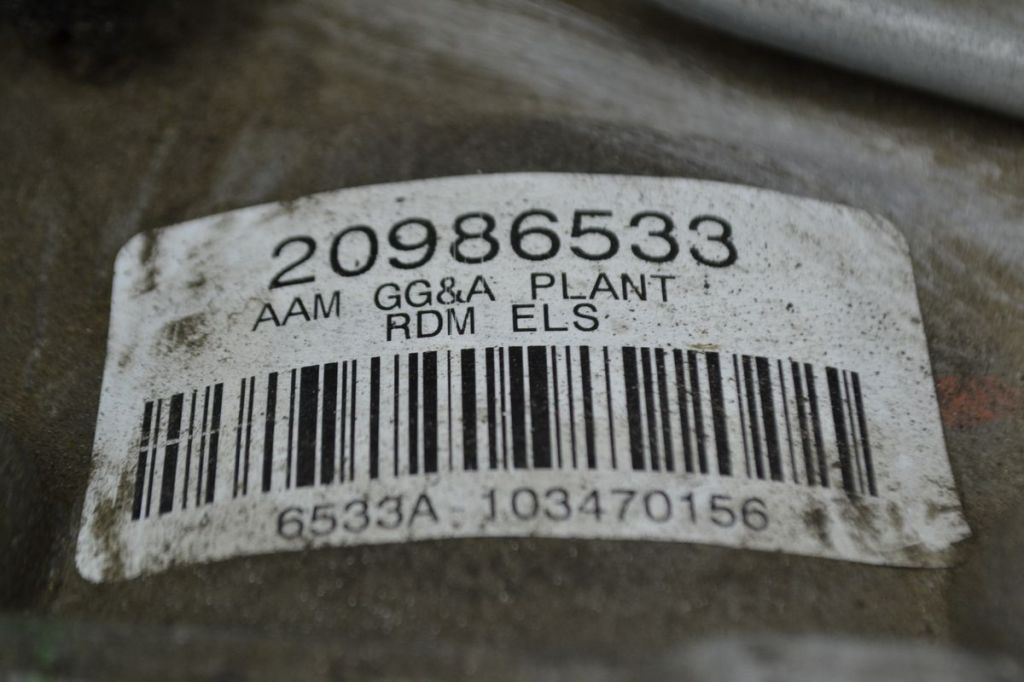 20986533
AAM GG&A PLANT
RDM ELS
6533A 103470156